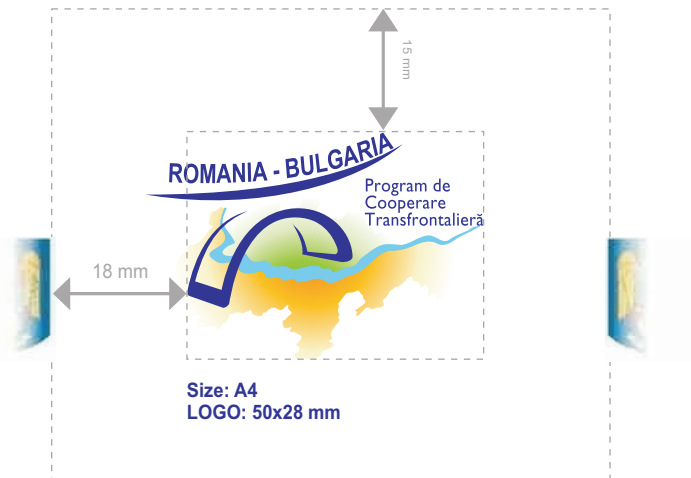 15 mm
ROMANIA - BULGARIA
Program de
Cooperare
Transfrontalieră
18 mm
Size: A4
LOGO: 50x28 mm